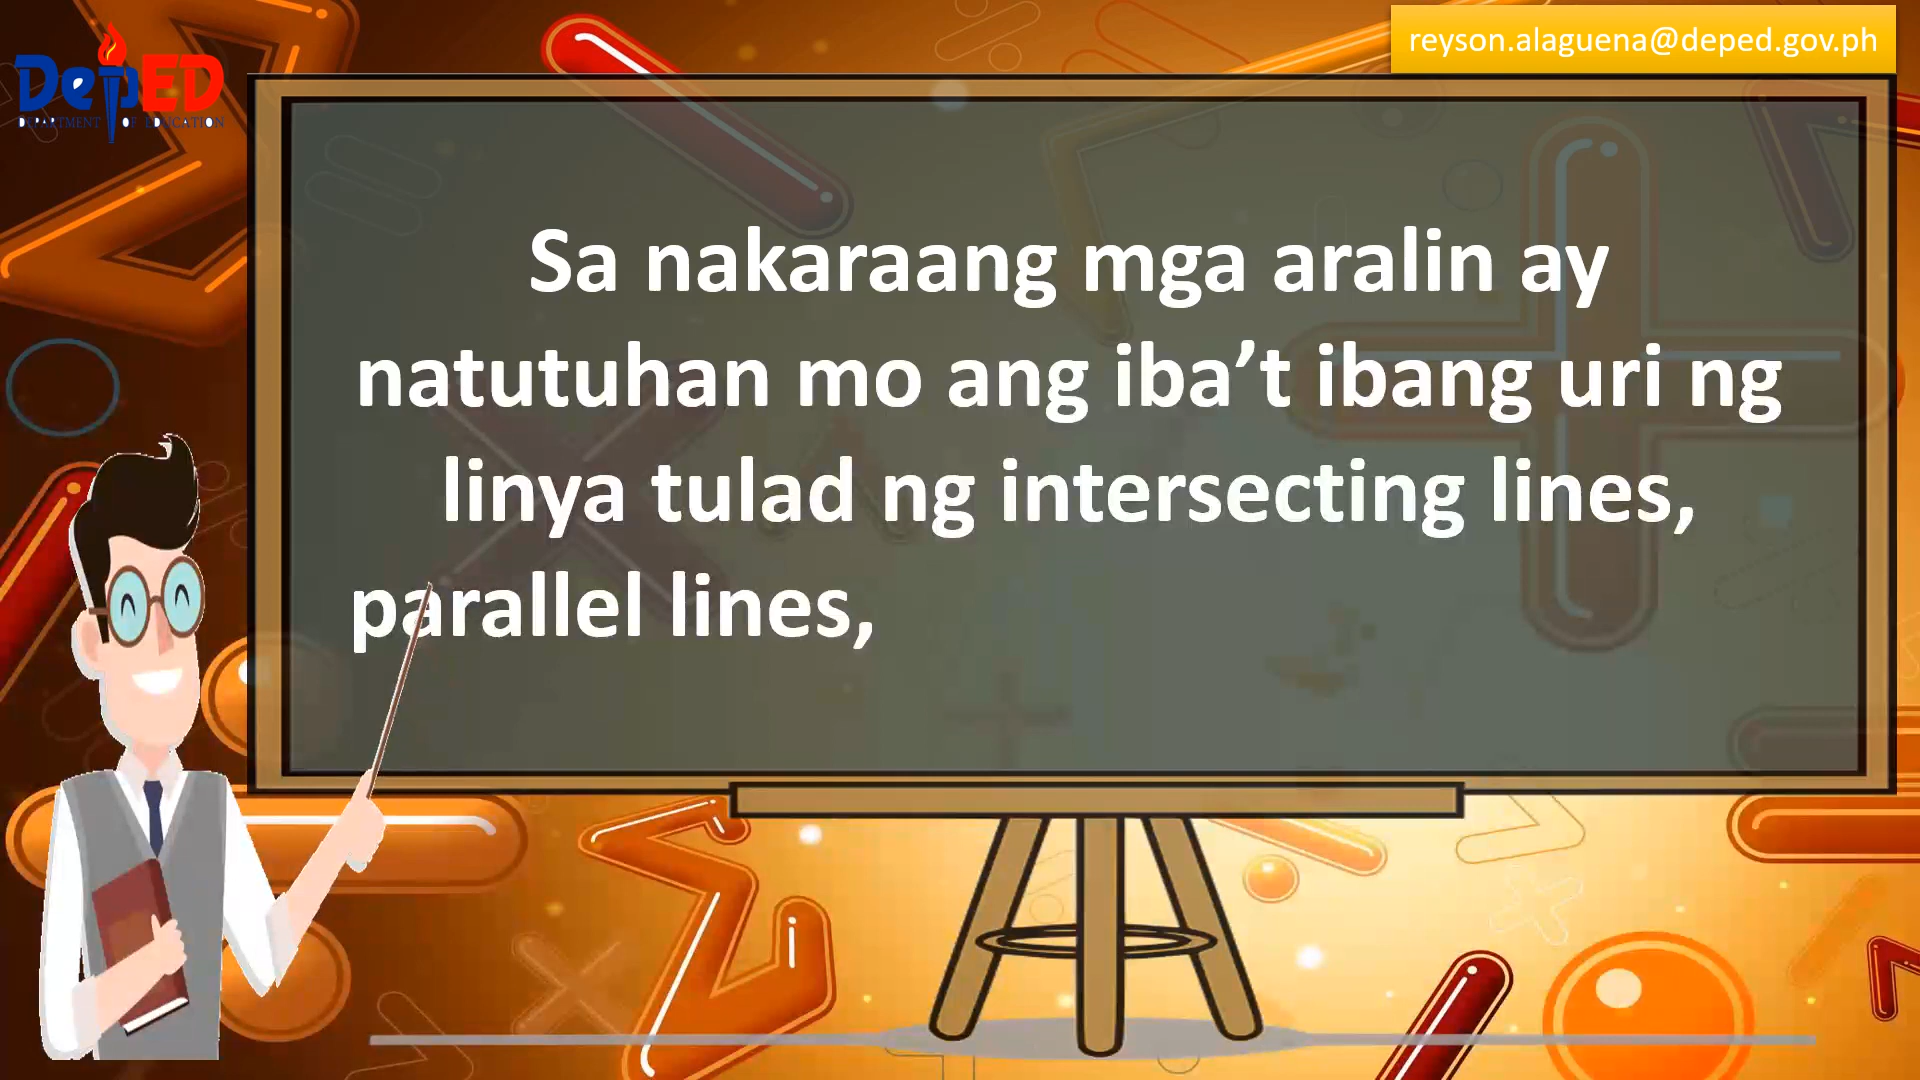 reyson.alaguena@deped.gov.ph
DepED
DEPARTMENT OF EDUCATION
Sa nakaraang mga aralin ay
natutuhan mo ang iba’t ibang uri ng
linya tulad ng intersecting lines,
parallel lines,